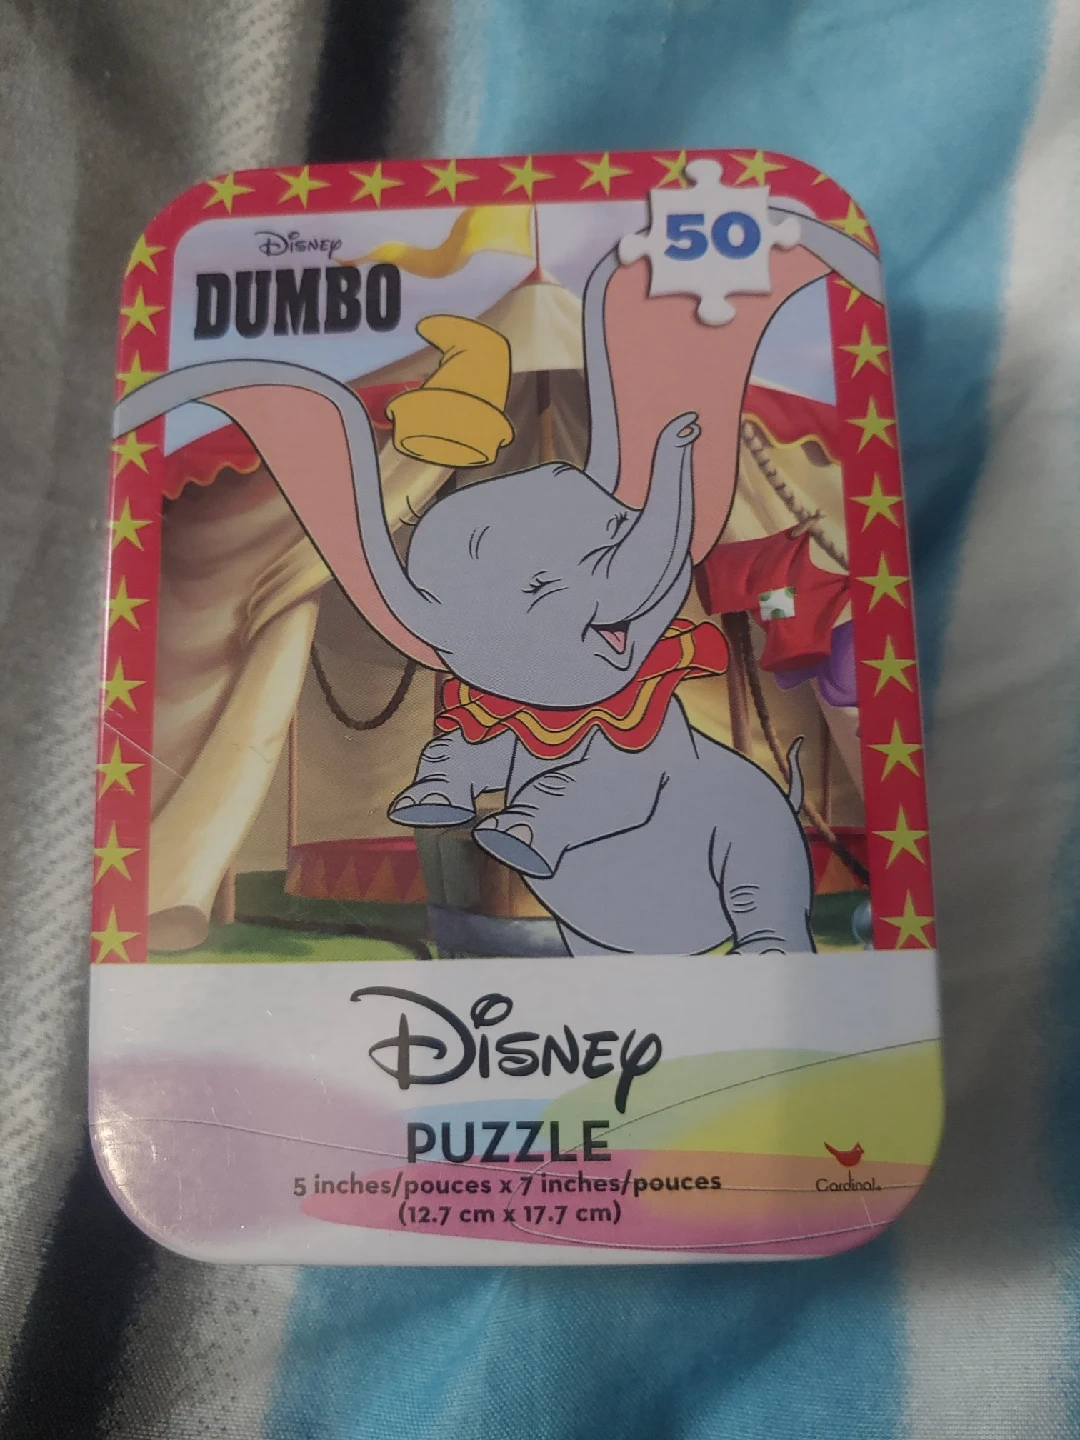 Disney
DUMBO
50
Disney
PUZZLE
5 inches/pouces x 7 inches/pouces
(12.7 cm x 17.7 cm)
Cardinal®